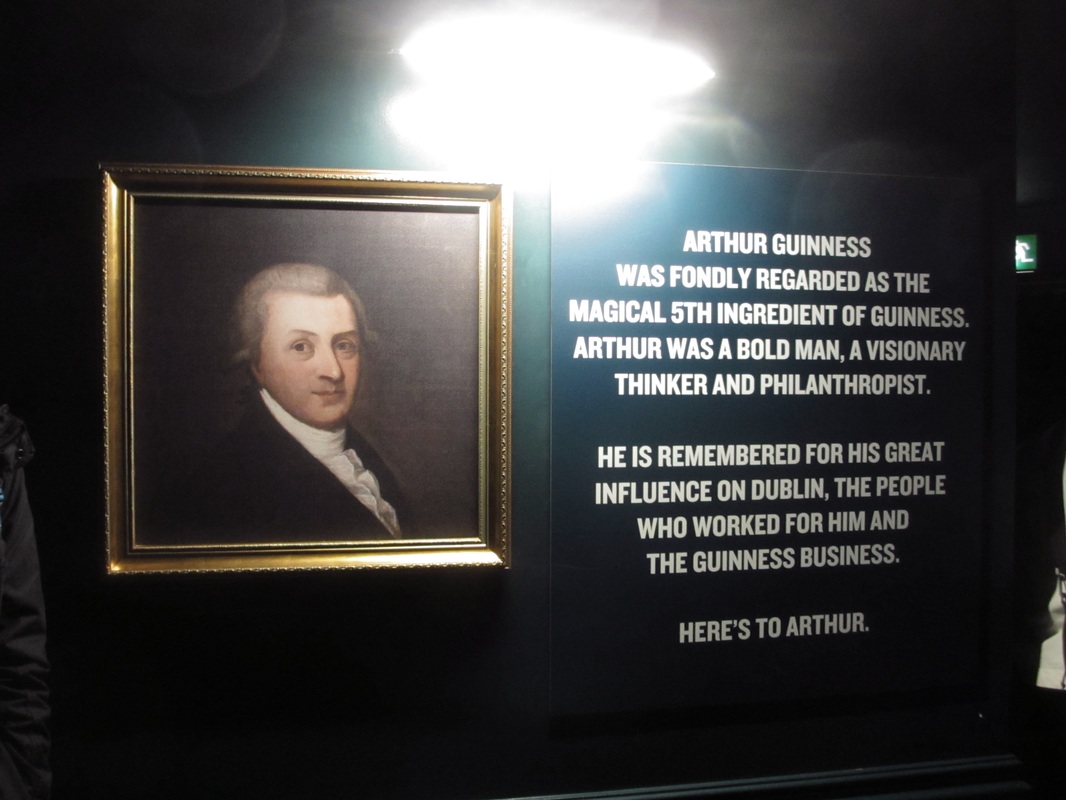 ARTHUR GUINNESS
WAS FONDLY REGARDED AS THE
MAGICAL 5TH INGREDIENT OF GUINNESS.
ARTHUR WAS A BOLD MAN, A VISIONARY
THINKER AND PHILANTHROPIST.
HE IS REMEMBERED FOR HIS GREAT
INFLUENCE ON DUBLIN, THE PEOPLE
WHO WORKED FOR HIM AND
THE GUINNESS BUSINESS.
HERE'S TO ARTHUR.